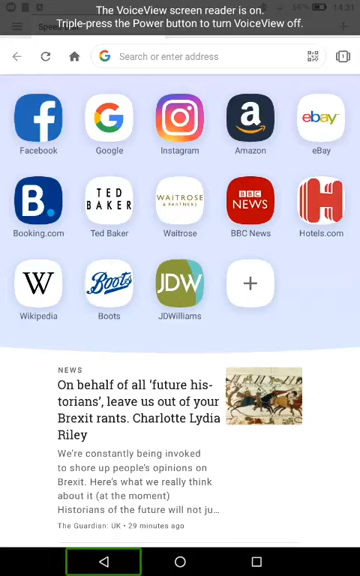 The VoiceView screen reader is on.
Triple-press the Power button to turn VoiceView off.
14:31
Search or enter address
1
Facebook
Google
Instagram
Amazon
eBay
a
ebay
B.
TED
BAKER
WAITROSE
& PARTNERS
BBC
NEWS
H
Booking.com
Ted Baker
Waitrose
BBC News
Hotels.com
W
Boots
JDW
Wikipedia
Boots
JDWilliams
NEWS
On behalf of all 'future his-
torians', leave us out of your
Brexit rants. Charlotte Lydia
Riley
We're constantly being invoked
to shore up people's opinions on
Brexit. Here's what we really think
about it (at the moment)
Historians of the future will not ju...
The Guardian: UK • 29 minutes ago